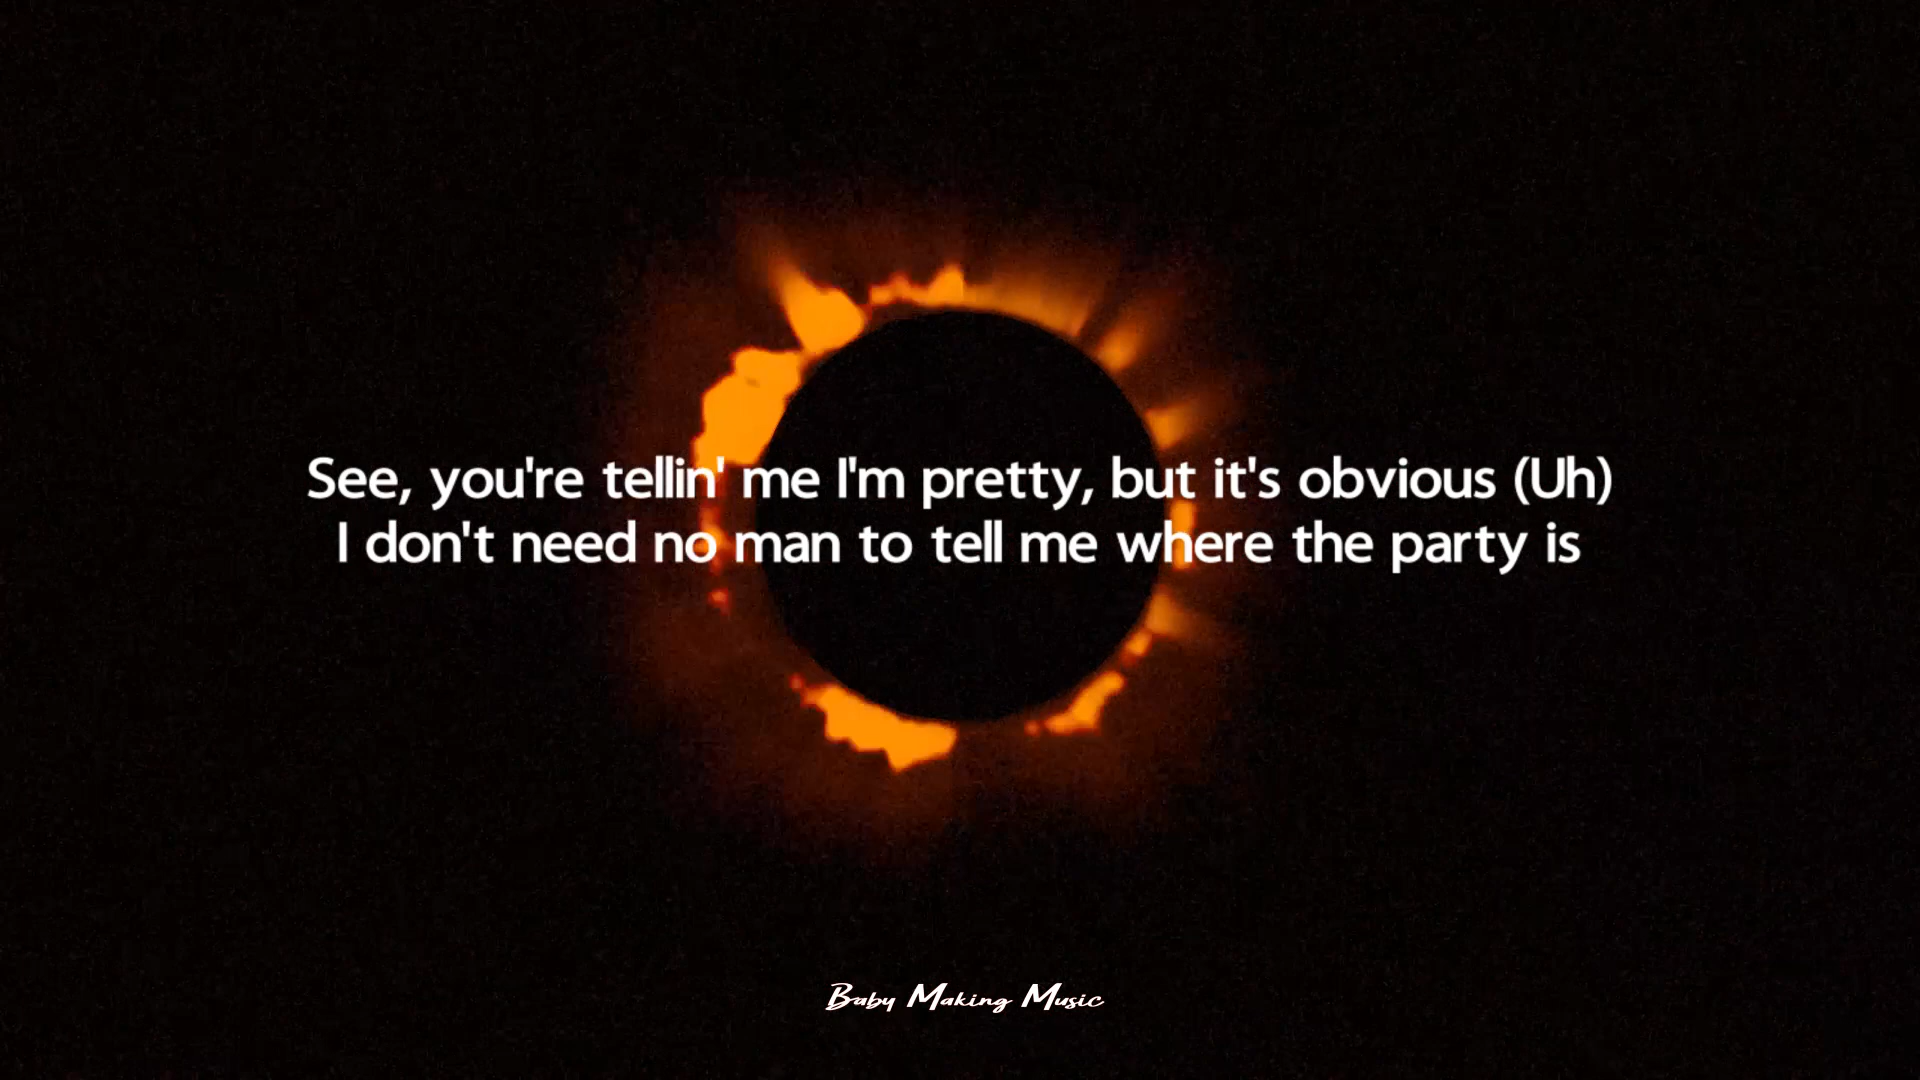 See, you're tellin' me I'm pretty, but it's obvious (Uh)
I don't need no man to tell me where the party is
Baby Making Music